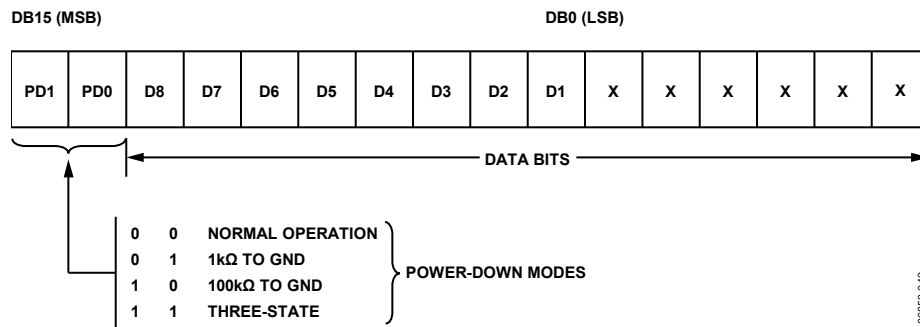 DB15 (MSB) DB0 (LSB)
PD1 PD0 D8 D7 D6 D5 D4 D3 D2 D1 X X X X X X
DATA BITS
0 0 NORMAL OPERATION
0 1 1kΩ TO GND
1 0 100kΩ TO GND
1 1 THREE-STATE
POWER-DOWN MODES